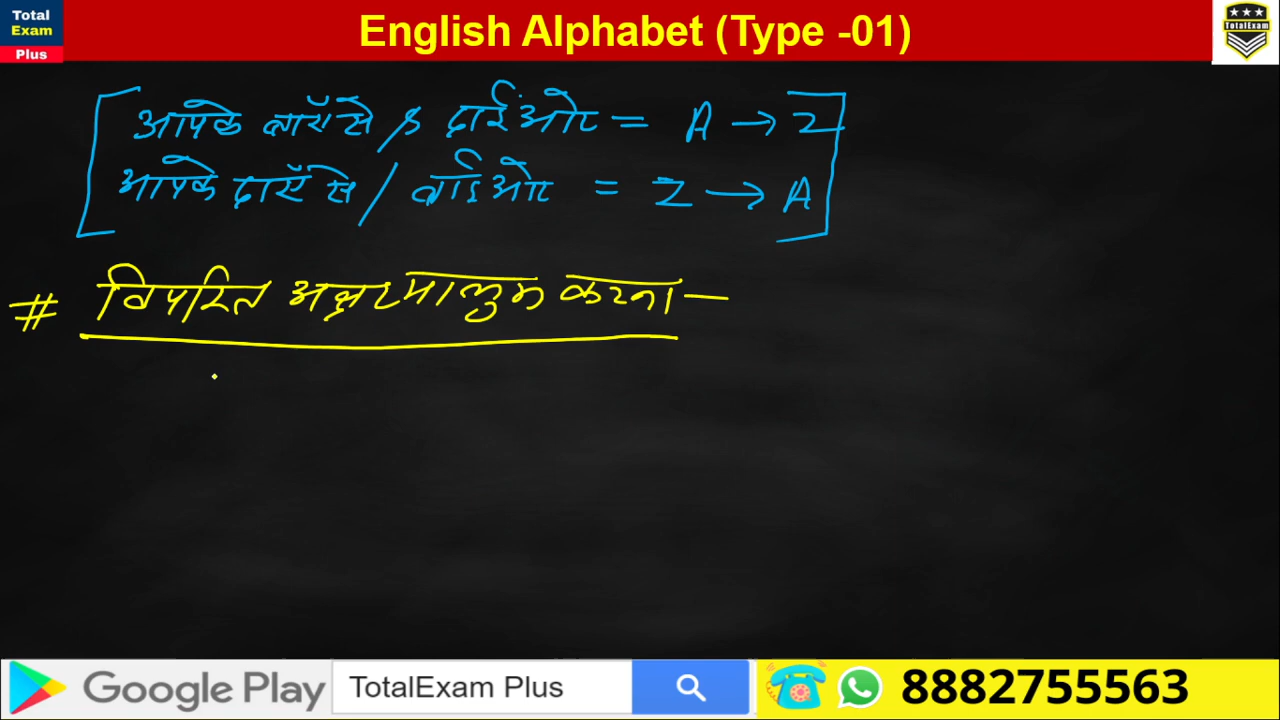 Total
Exam
Plus
English Alphabet (Type -01)
TotalExam
आपके बाएँ से / दाईं ओर = A → Z
आपके दाएँ से / बाईं ओर = Z → A
# विपरित अक्षर मालुम करना —
Google Play
TotalExam Plus
8882755563